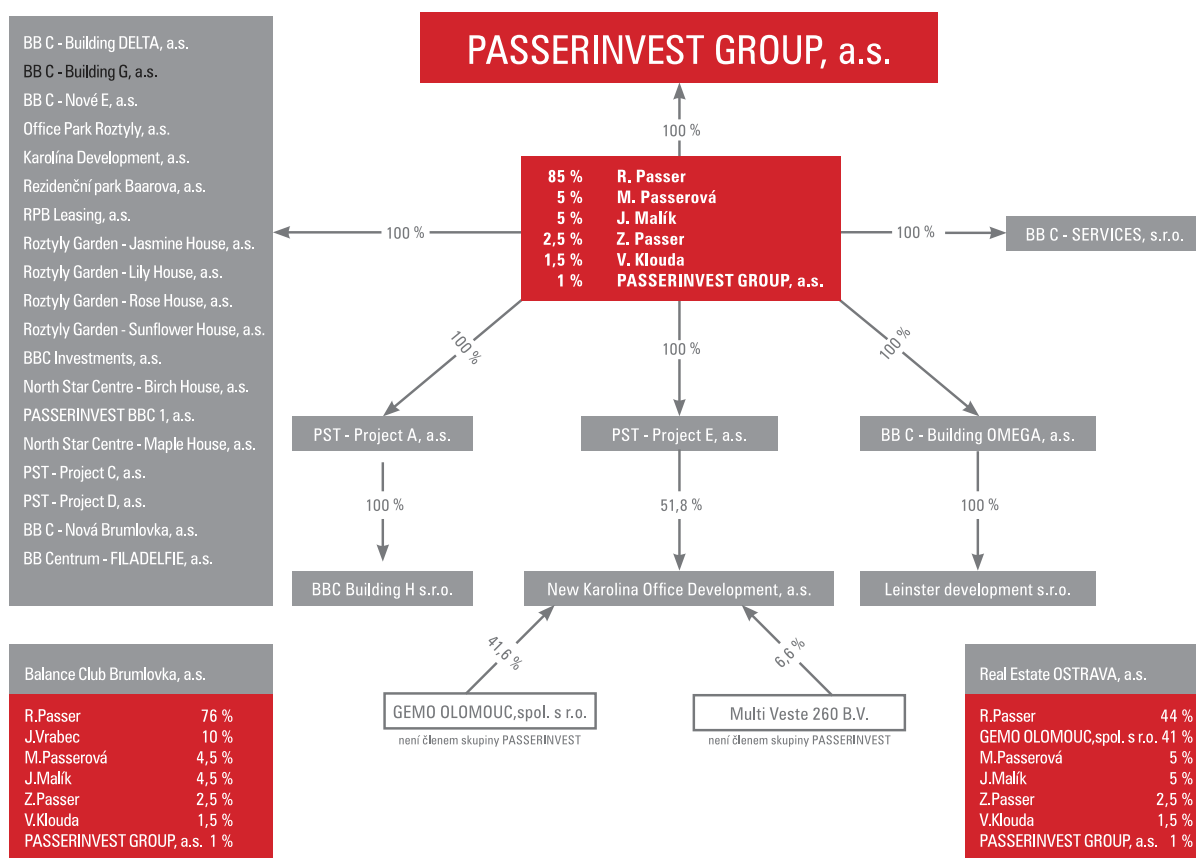 PASSERINVEST GROUP, a.s.
BB C - Building DELTA, a.s.
BB C - Building G, a.s.
BB C - Nové E, a.s.
Office Park Roztyly, a.s.
Karolína Development, a.s.
Rezidenční park Baarova, a.s.
RPB Leasing, a.s.
Roztyly Garden - Jasmine House, a.s.
Roztyly Garden - Lily House, a.s.
Roztyly Garden - Rose House, a.s.
Roztyly Garden - Sunflower House, a.s.
BBC Investments, a.s.
North Star Centre - Birch House, a.s.
PASSERINVEST BBC 1, a.s.
North Star Centre - Maple House, a.s.
PST - Project C, a.s.
PST - Project D, a.s.
BB C - Nová Brumlovka, a.s.
BB Centrum - FILADELFIE, a.s.
100 %
85 % R. Passer
5 % M. Passerová
5 % J. Malík
2,5 % Z. Passer
1,5 % V. Klouda
1 % PASSERINVEST GROUP, a.s.
100 %
100 %
BB C - SERVICES, s.r.o.
100 %
100 %
100 %
PST - Project A, a.s.
PST - Project E, a.s.
BB C - Building OMEGA, a.s.
100 %
51,8 %
100 %
BBC Building H s.r.o.
New Karolina Office Development, a.s.
Leinster development s.r.o.
41,6 %
6,6 %
GEMO OLOMOUC,spol. s r.o.
není členem skupiny PASSERINVEST
Multi Veste 260 B.V.
není členem skupiny PASSERINVEST
Balance Club Brumlovka, a.s.
R.Passer 76 %
J.Vrabec 10 %
M.Passerová 4,5 %
J.Malík 4,5 %
Z.Passer 2,5 %
V.Klouda 1,5 %
PASSERINVEST GROUP, a.s. 1 %
Real Estate OSTRAVA, a.s.
R.Passer 44 %
GEMO OLOMOUC,spol. s r.o. 41 %
M.Passerová 5 %
J.Malík 5 %
Z.Passer 2,5 %
V.Klouda 1,5 %
PASSERINVEST GROUP, a.s. 1 %